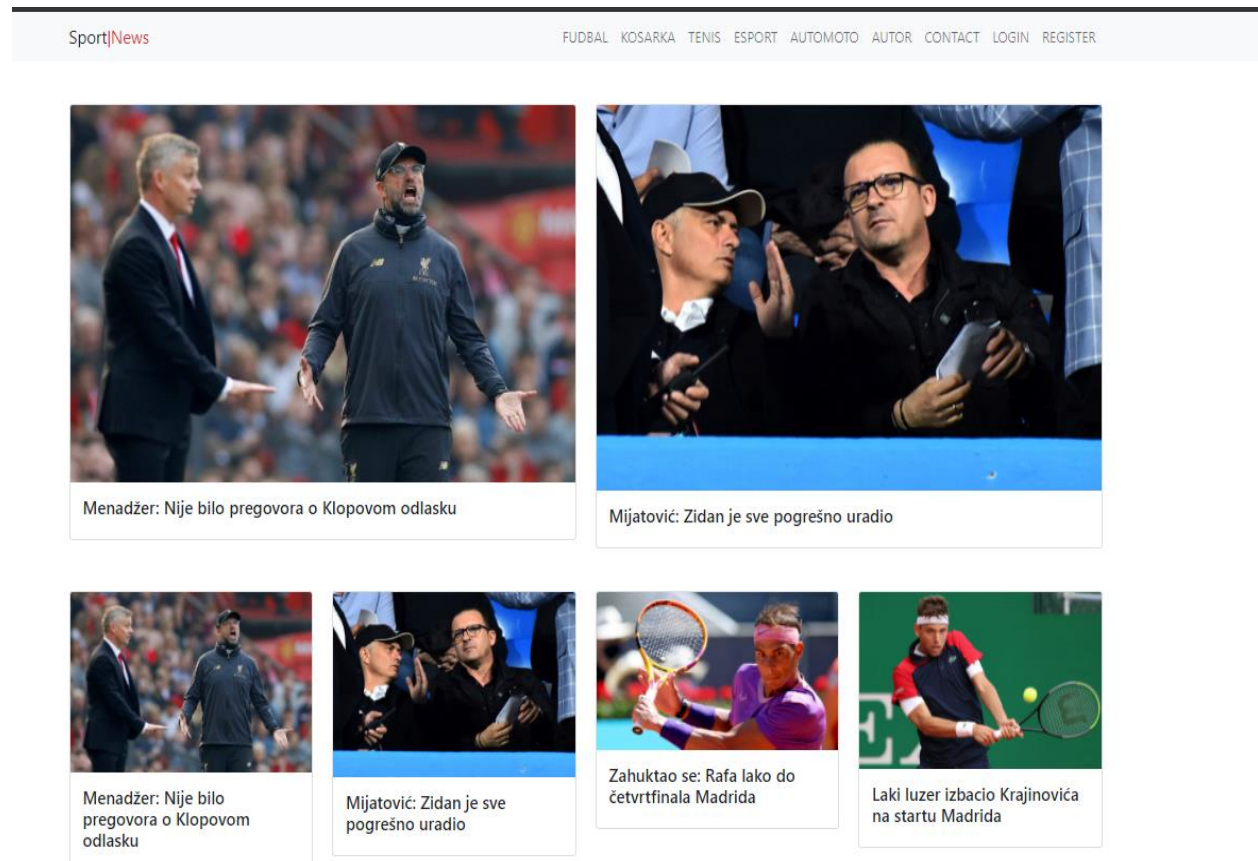 Sport|News
FUDBAL KOSARKA TENIS ESPORT AUTOMOTO AUTOR CONTACT LOGIN REGISTER
Menadžer: Nije bilo pregovora o Klopovom odlasku
Mijatović: Zidan je sve pogrešno uradio
Menadžer: Nije bilo
pregovora o Klopovom
odlasku
Mijatović: Zidan je sve
pogrešno uradio
Zahuktao se: Rafa lako do
četvrtfinala Madrida
Laki luzer izbacio Krajinovića
na startu Madrida